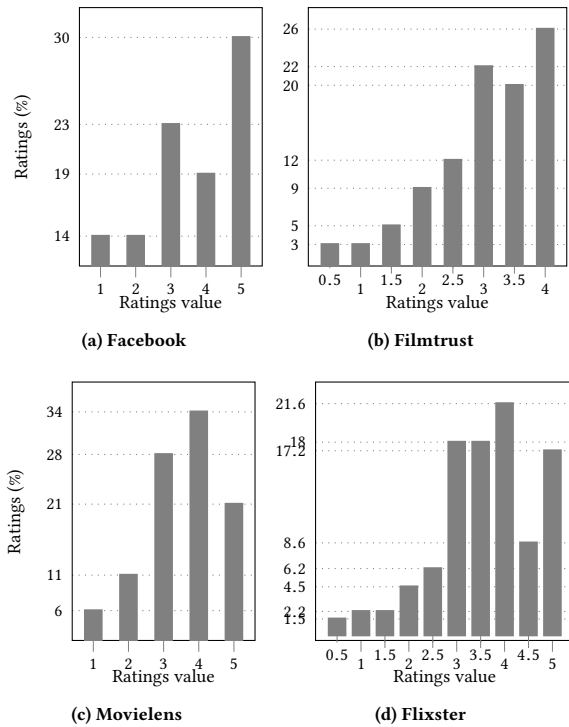 30
23
19
14
Ratings (%)
1 2 3 4 5
Ratings value
(a) Facebook
26
22
20
12
9
5
3
0.5 1 1.5 2 2.5 3 3.5 4
Ratings value
(b) Filmtrust
34
28
21
11
6
Ratings (%)
1 2 3 4 5
Ratings value
(c) Movielens
21.6
18
17.2
8.6
6.2
4.5
2.2
1.5
0.5 1 1.5 2 2.5 3 3.5 4 4.5 5
Ratings value
(d) Flixster